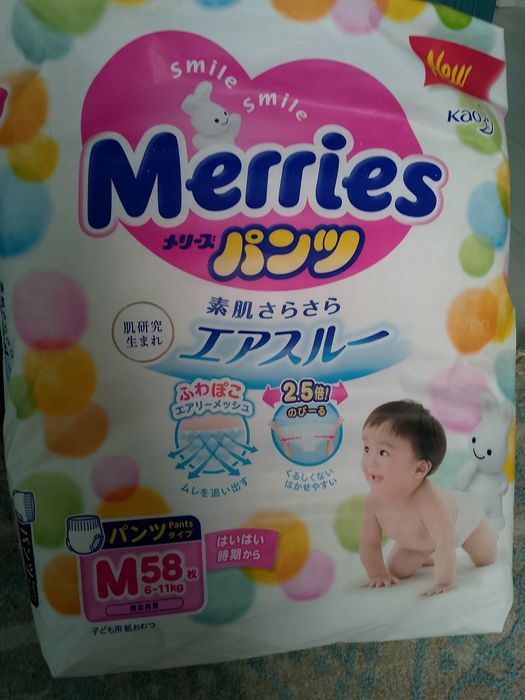 New!
Kao
Smile
Smile
Merries
メリーズ
パンツ
素肌さらさら
エアスルー
肌研究
生まれ
ふわぽこ
エアリーメッシュ
ムレを追い出す
2.5倍!
のびーる
くるしくない
はかせやすい
パンツ Pants
タイプ
M58枚
6-11kg
男女共用
はいはい
時期から
子ども用 紙おむつ